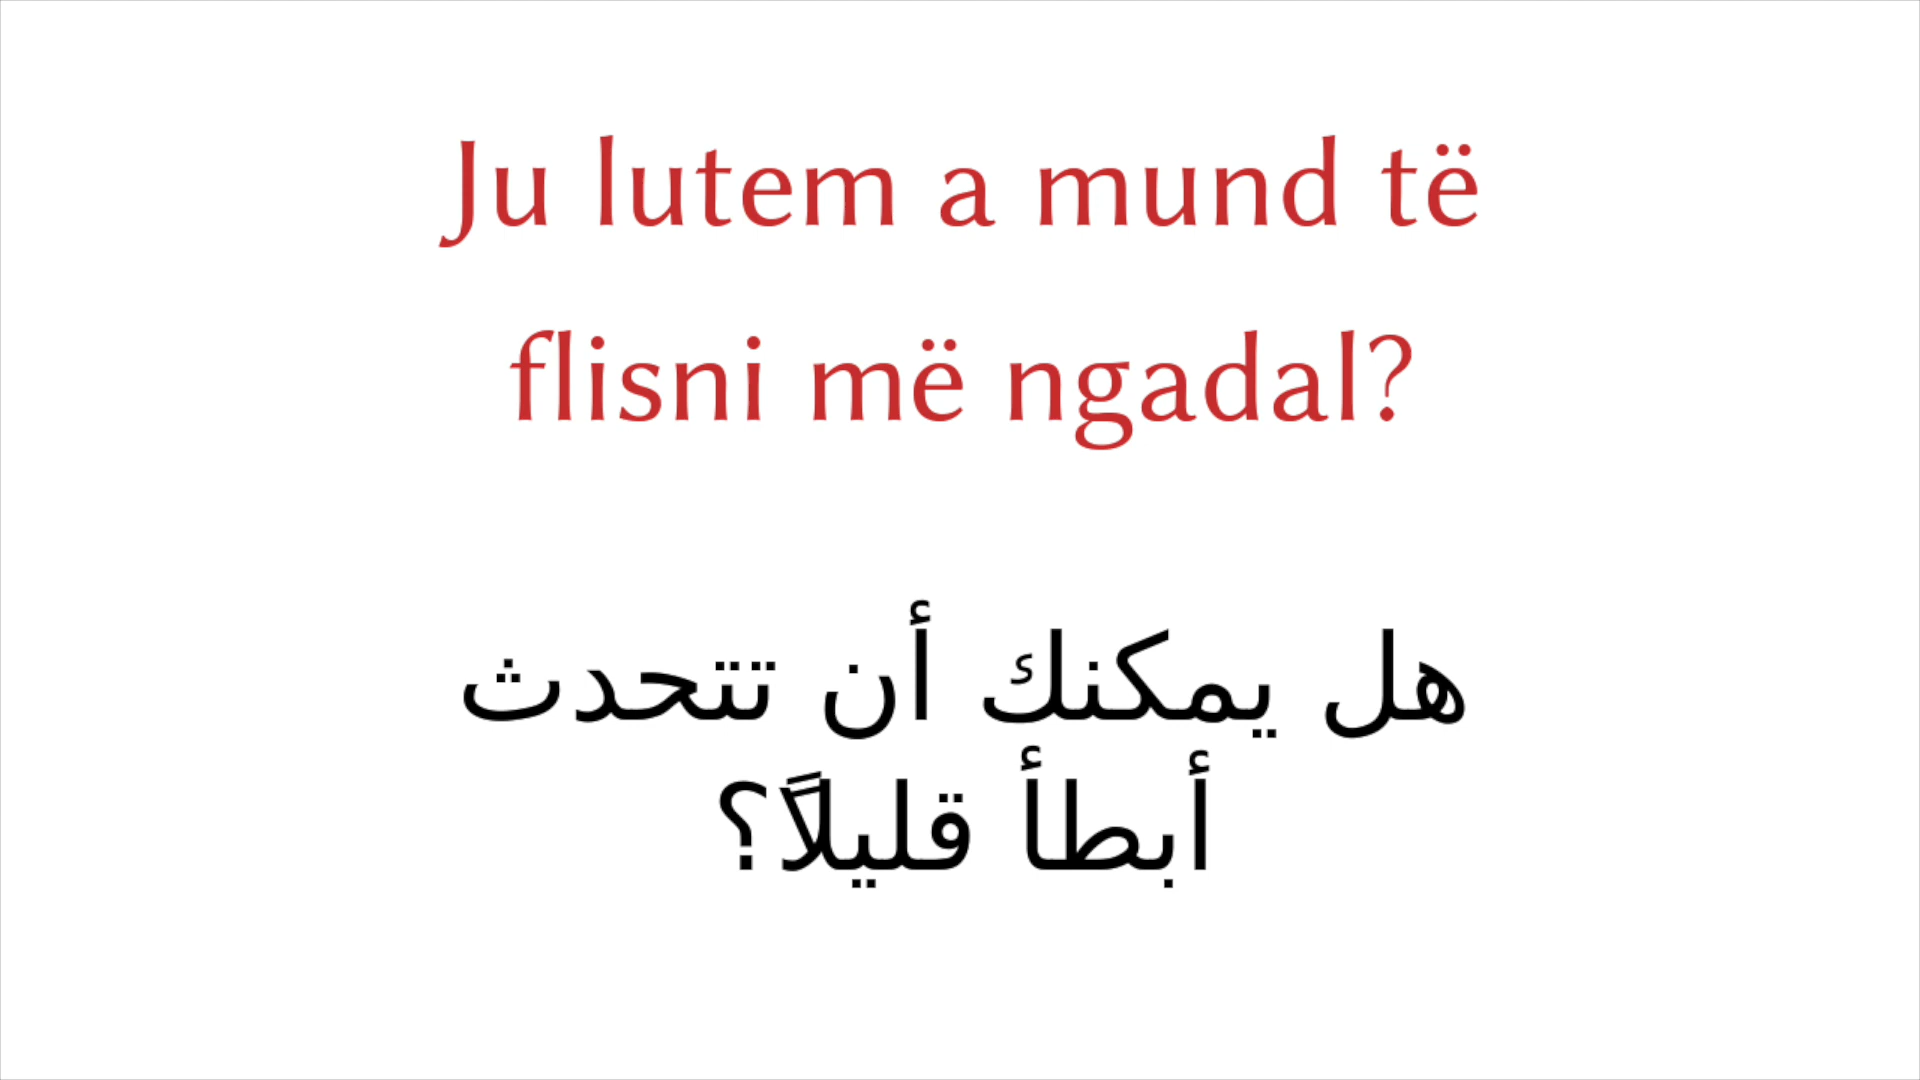 Ju lutem a mund të
flisni më ngadal?
هل يمكنك أن تتحدث
أبطأ قليلاً؟